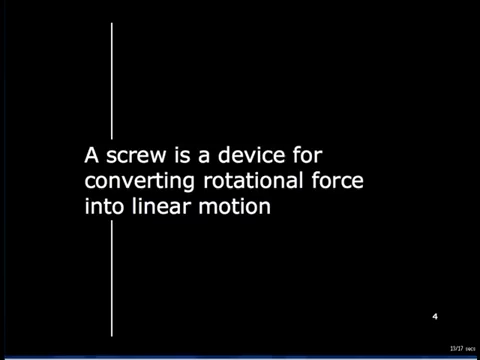 A screw is a device for
converting rotational force
into linear motion
4